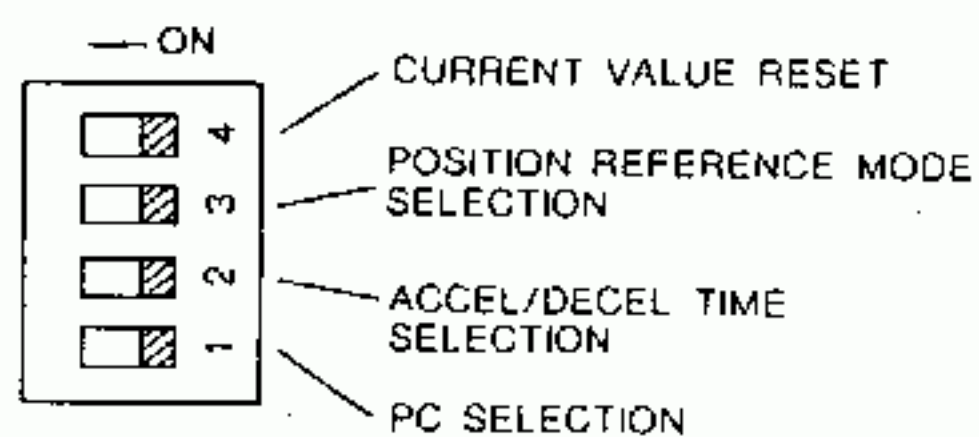 — ON
4 CURRENT VALUE RESET
3 POSITION REFERENCE MODE
SELECTION
2 ACCEL/DECEL TIME
SELECTION
1 PC SELECTION